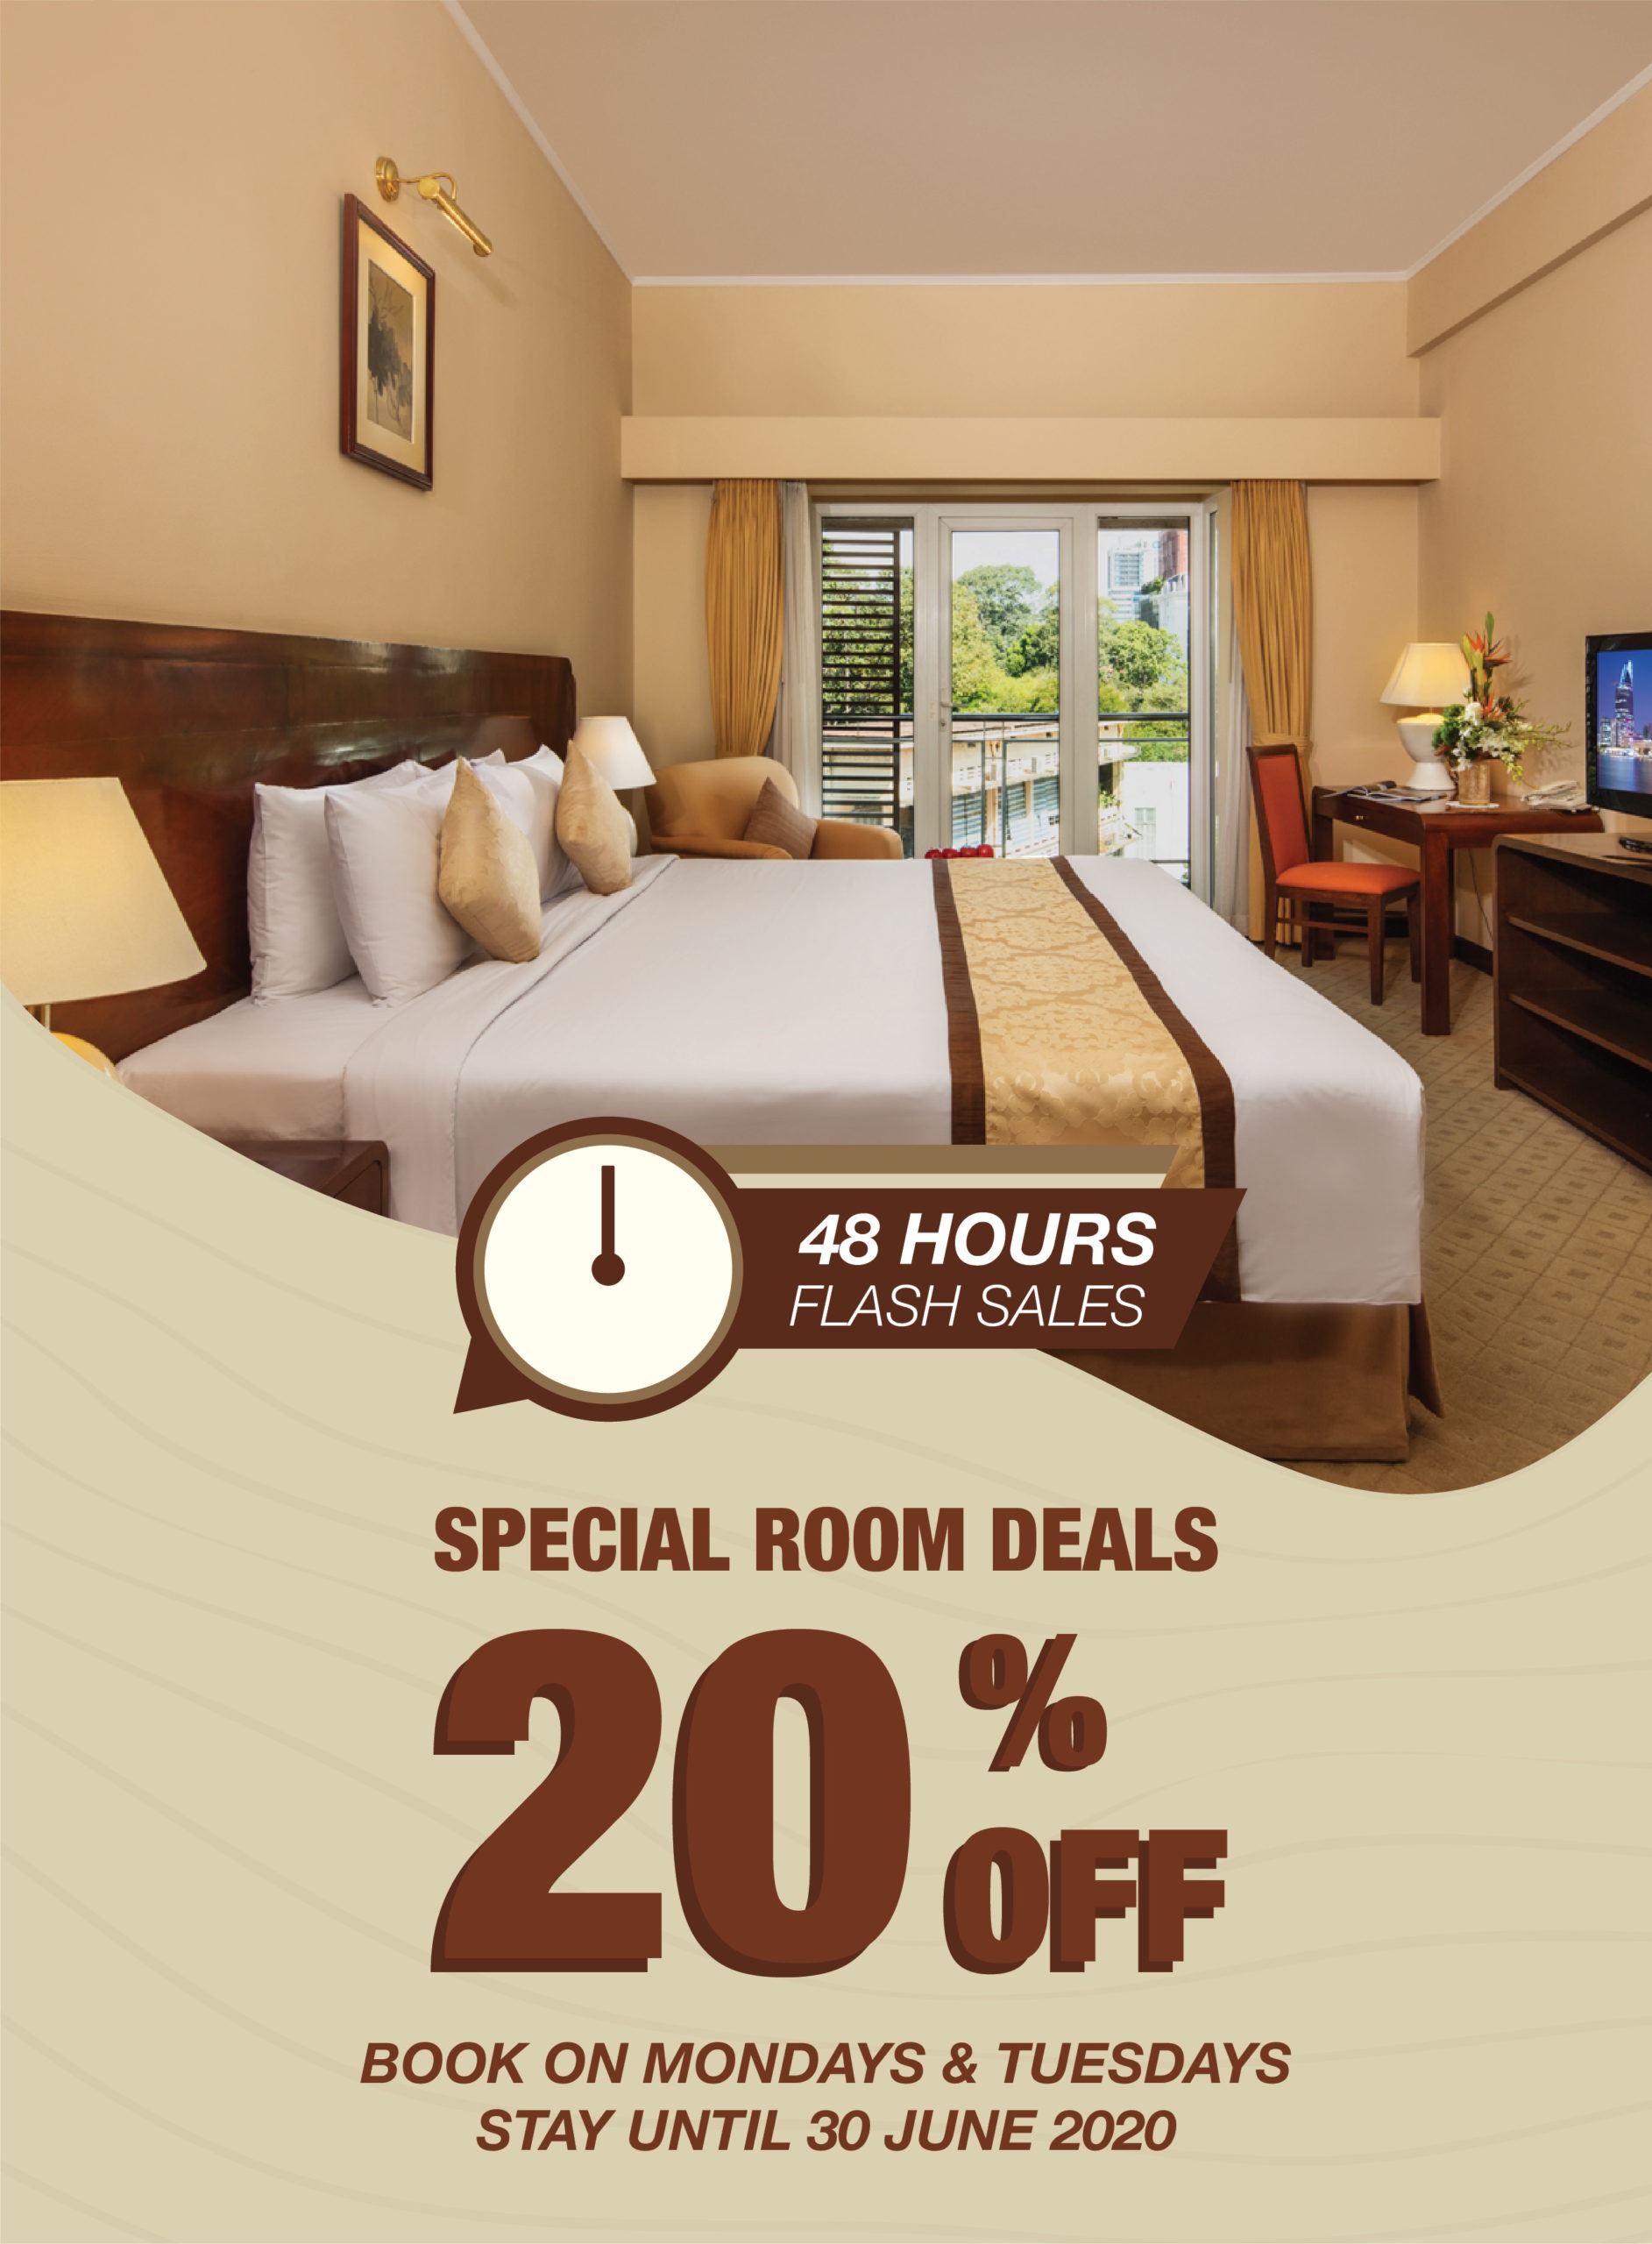 48 HOURS
FLASH SALES
SPECIAL ROOM DEALS
20%
OFF
BOOK ON MONDAYS & TUESDAYS
STAY UNTIL 30 JUNE 2020